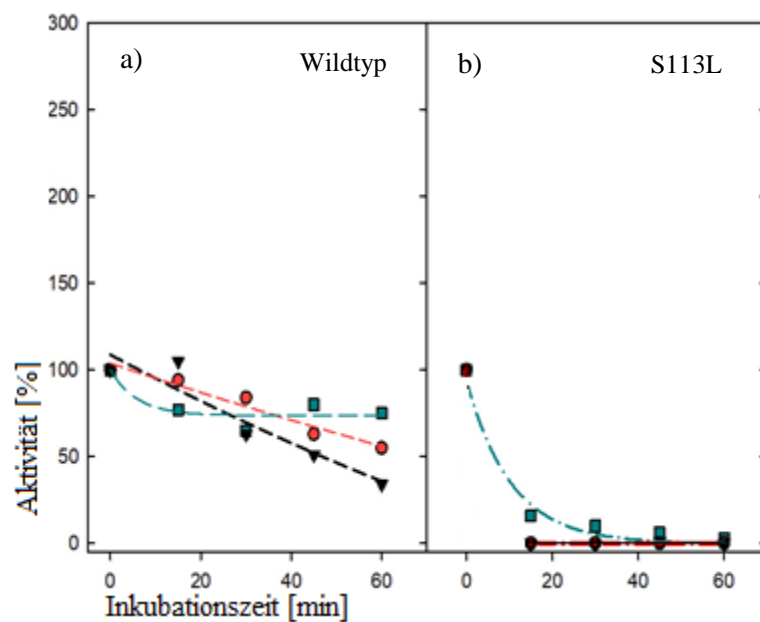 300
a)
Wildtyp
b)
S113L
250
200
150
100
50
0
Aktivität [%]
0 20 40 60 0 20 40 60
Inkubationszeit [min]